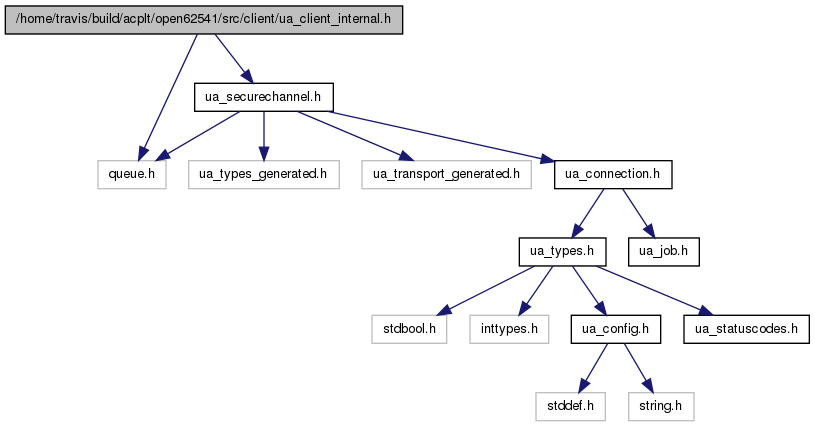 /home/travis/build/acplt/open62541/src/client/ua_client_internal.h
ua_securechannel.h
queue.h
ua_types_generated.h
ua_transport_generated.h
ua_connection.h
ua_types.h
ua_job.h
stdbool.h
inttypes.h
ua_config.h
ua_statuscodes.h
stddef.h
string.h